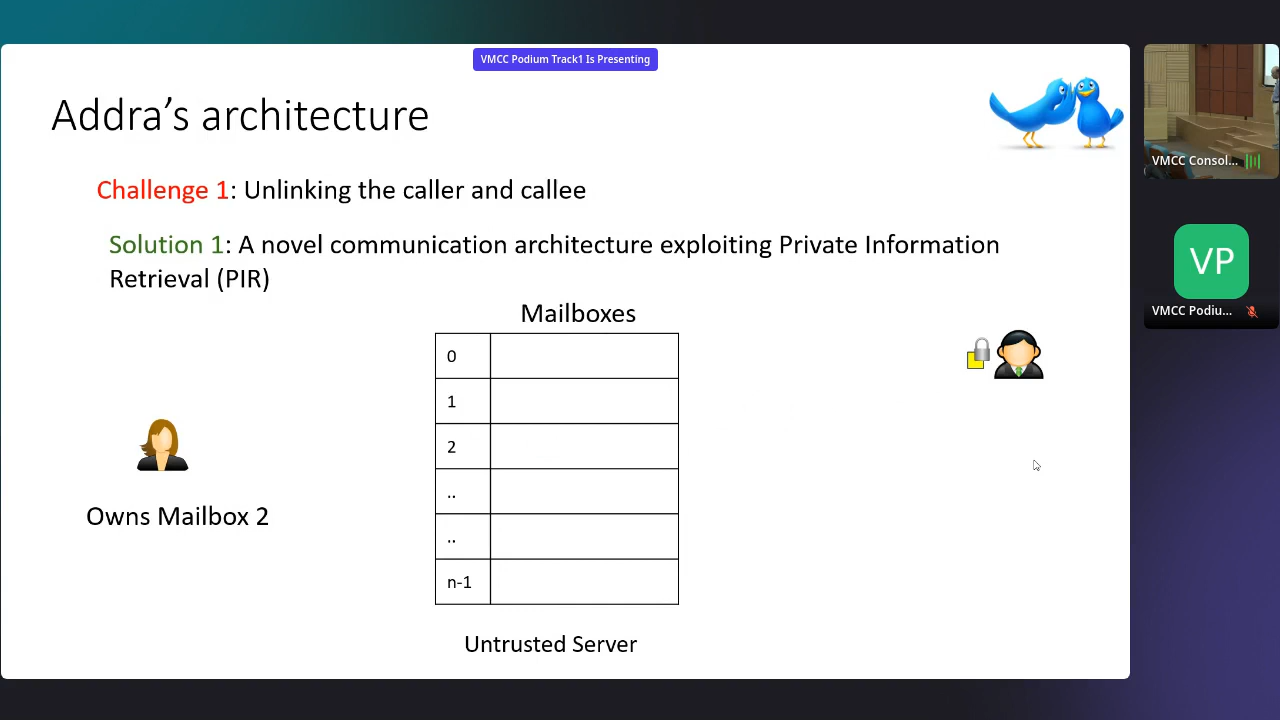 VMCC Podium Track1 Is Presenting
Addra's architecture
Challenge 1: Unlinking the caller and callee
Solution 1: A novel communication architecture exploiting Private Information
Retrieval (PIR)
Mailboxes
0
1
2
..
..
n-1
Owns Mailbox 2
Untrusted Server
VMCC Consol...
VP
VMCC Podiu...